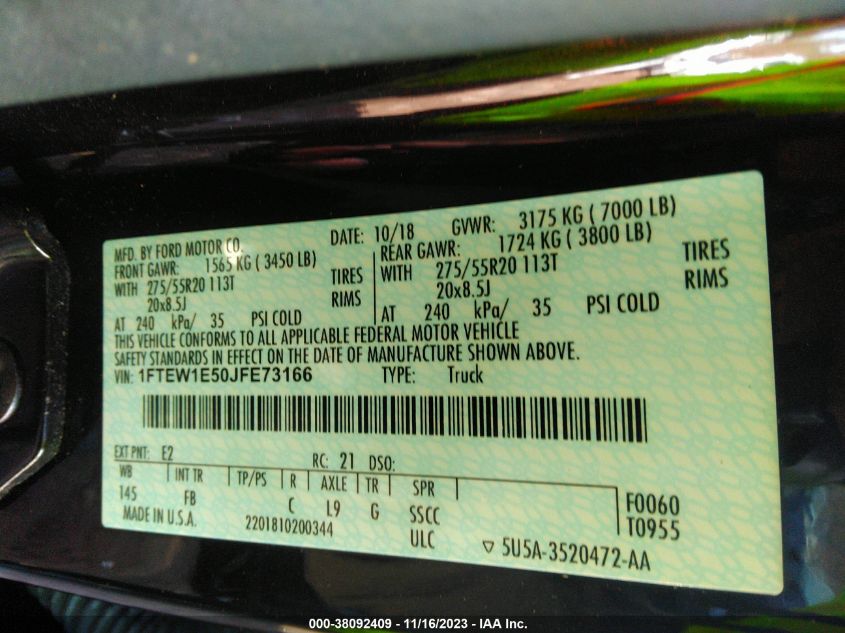 MFD. BY FORD MOTOR CO. DATE: 10/18 GVWR: 3175 KG ( 7000 LB)
FRONT GAWR: 1565 KG ( 3450 LB) REAR GAWR: 1724 KG ( 3800 LB)
WITH 275/55R20 113T TIRES WITH 275/55R20 113T TIRES
20x8.5J RIMS 20x8.5J RIMS
AT 240 kPa/ 35 PSI COLD AT 240 kPa/ 35 PSI COLD
THIS VEHICLE CONFORMS TO ALL APPLICABLE FEDERAL MOTOR VEHICLE
SAFETY STANDARDS IN EFFECT ON THE DATE OF MANUFACTURE SHOWN ABOVE.
VIN: 1FTEW1E50JFE73166 TYPE: Truck
EXT PNT: E2 RC: 21 DSO:
WB INT TR TP/PS R AXLE TR SPR
145 FB C L9 G SSCC F0060
MADE IN U.S.A. 2201810200344 ULC T0955
5U5A-3520472-AA
000-38092409 - 11/16/2023 - IAA Inc.